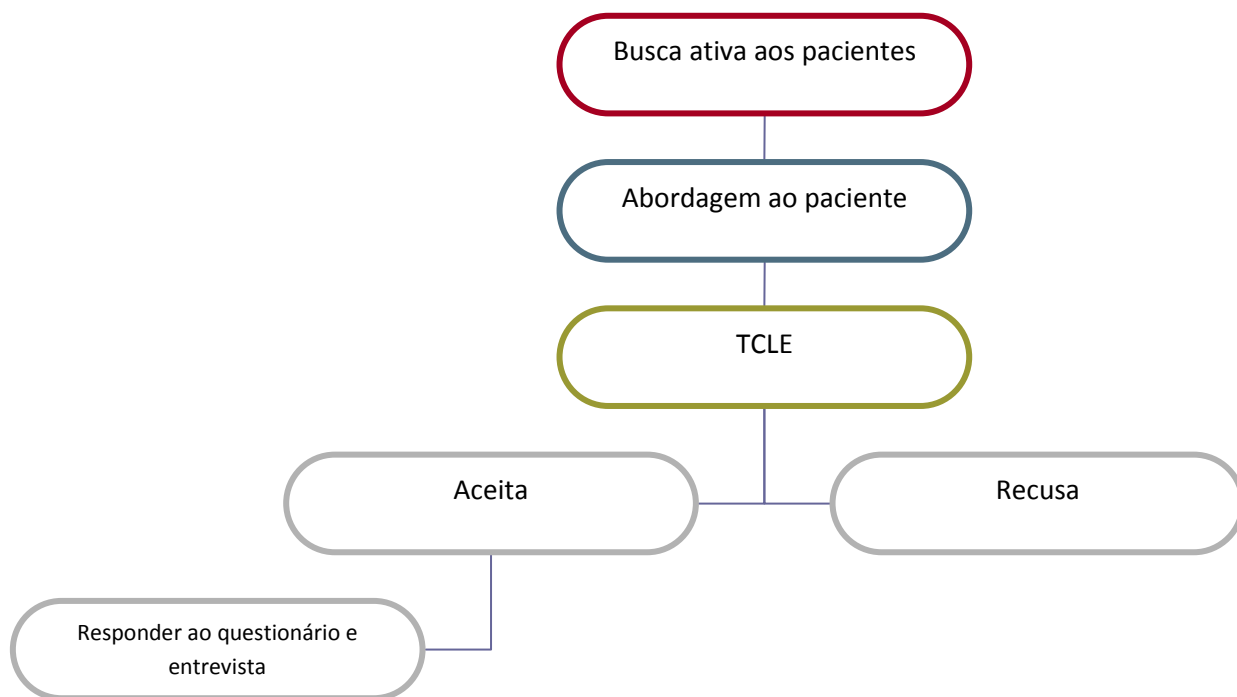 Busca ativa aos pacientes
Abordagem ao paciente
TCLE
Aceita
Recusa
Responder ao questionário e
entrevista